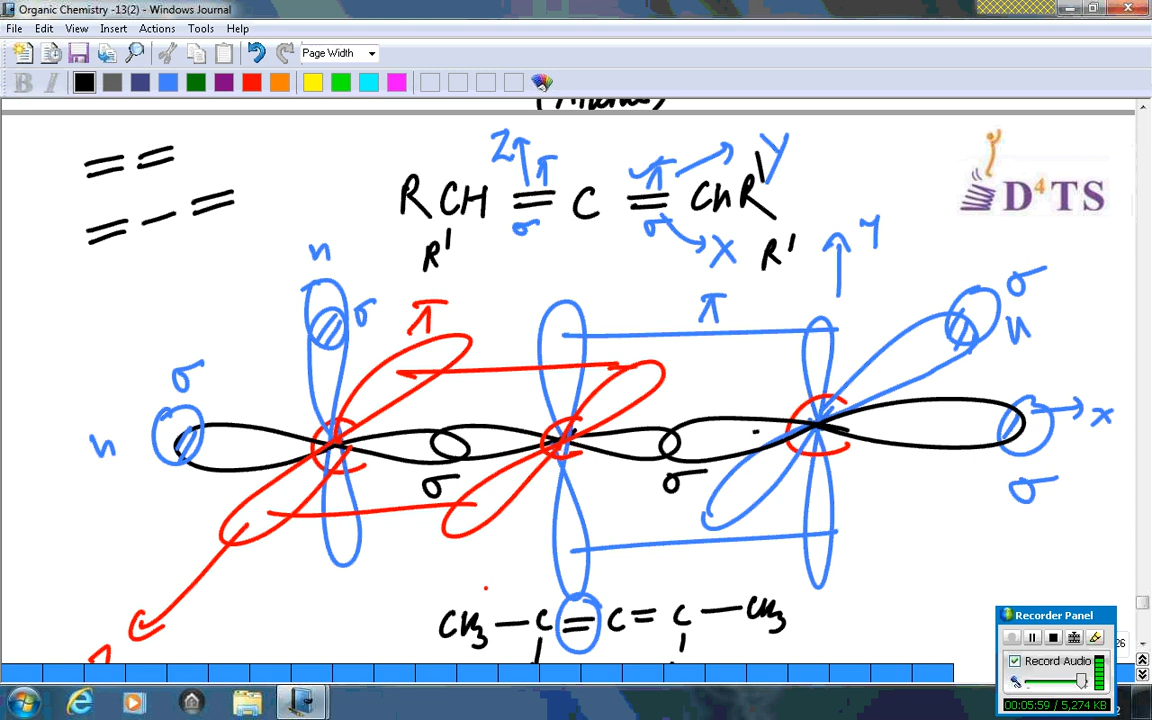 Organic Chemistry -13(2) - Windows Journal
File Edit View Insert Actions Tools Help
Page Width
B I
Z π π Y
RCH = C = CHR'
σ σ X
R' R'
D4TS
H σ π π Y σ H
σ H x
σ σ σ
CH3 — C = C = C — CH3
26
Recorder Panel
Record Audio
00:05:59 / 5,274 KB